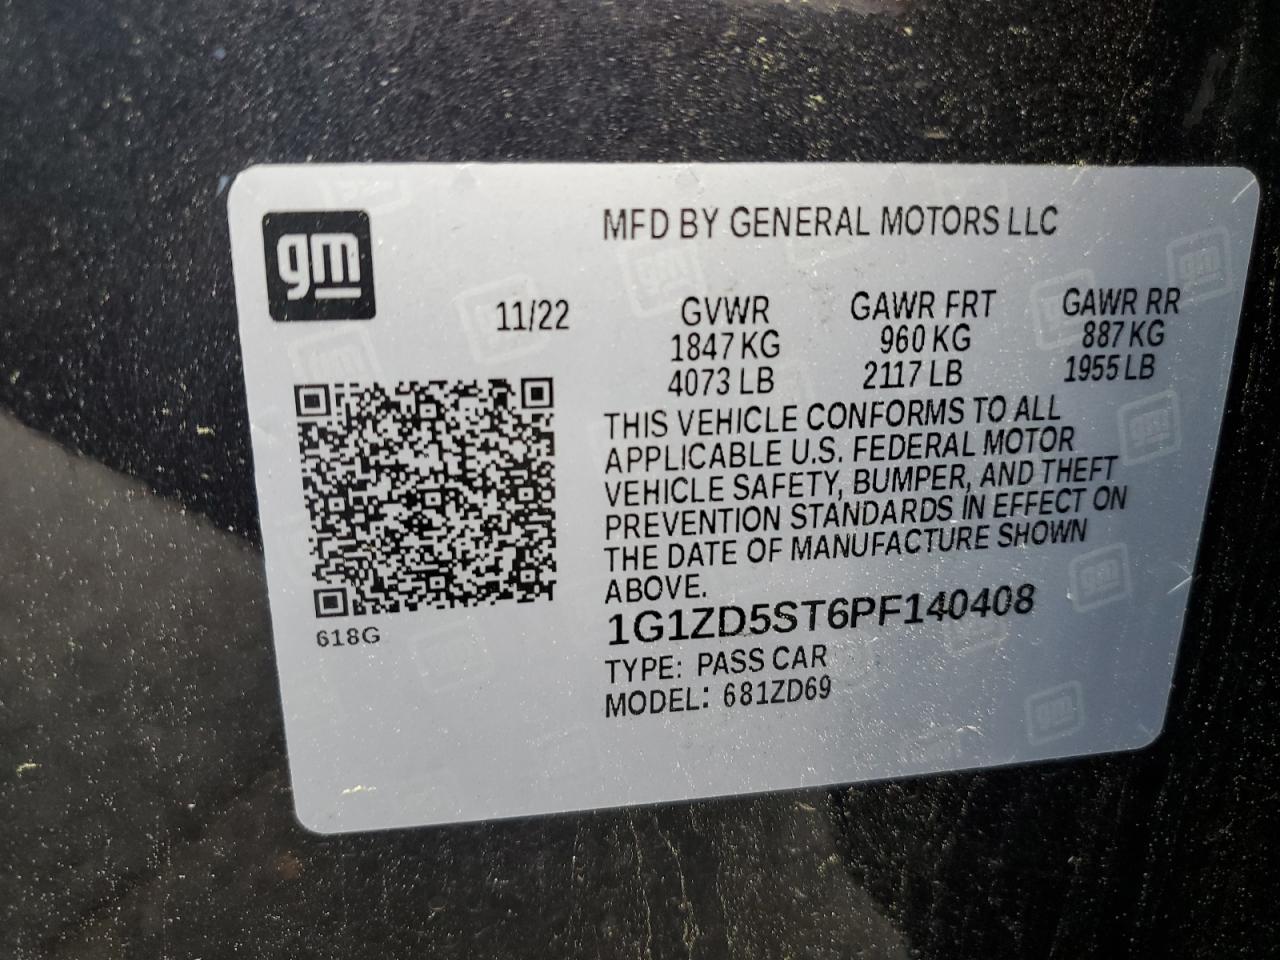 gm
MFD BY GENERAL MOTORS LLC
11/22
GVWR GAWR FRT GAWR RR
1847 KG 960 KG 887 KG
4073 LB 2117 LB 1955 LB
THIS VEHICLE CONFORMS TO ALL
APPLICABLE U.S. FEDERAL MOTOR
VEHICLE SAFETY, BUMPER, AND THEFT
PREVENTION STANDARDS IN EFFECT ON
THE DATE OF MANUFACTURE SHOWN
ABOVE.
1G1ZD5ST6PF140408
618G
TYPE: PASS CAR
MODEL: 681ZD69